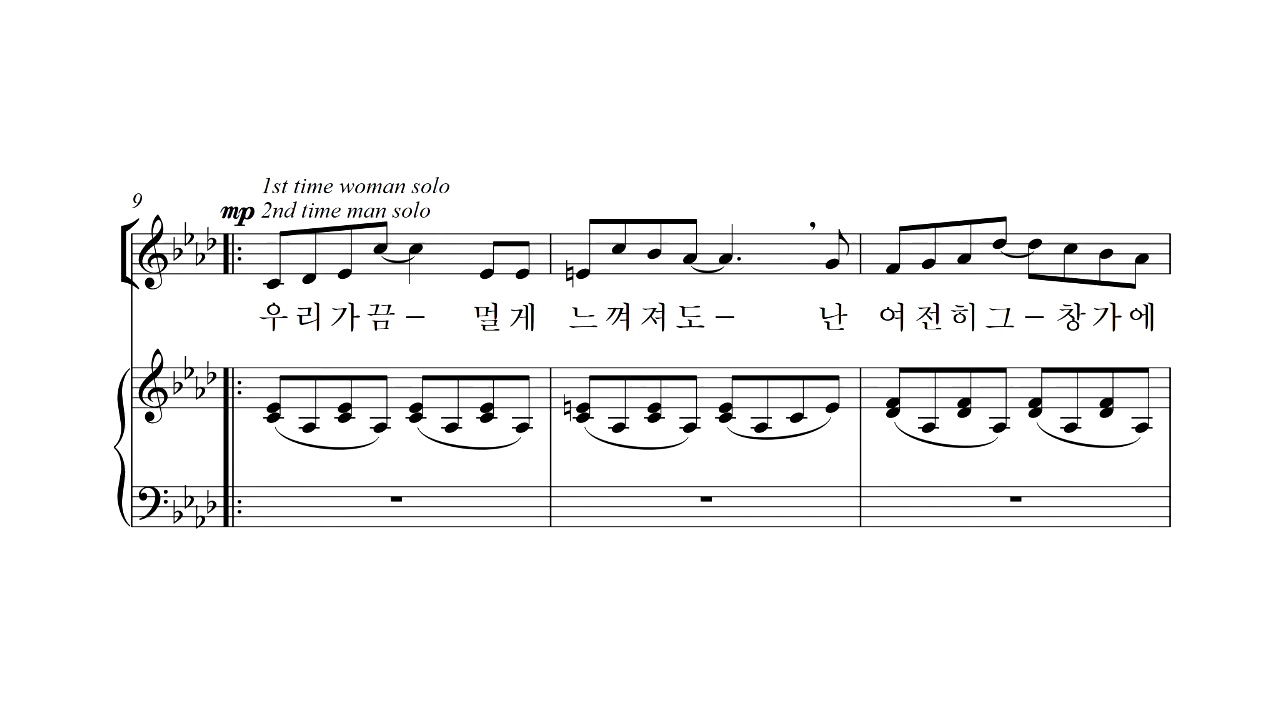 9
1st time woman solo
mp 2nd time man solo
우 리 가 끔 – 멀 게 느 껴 져 도 – 난 여 전 히 그 – 창 가 에